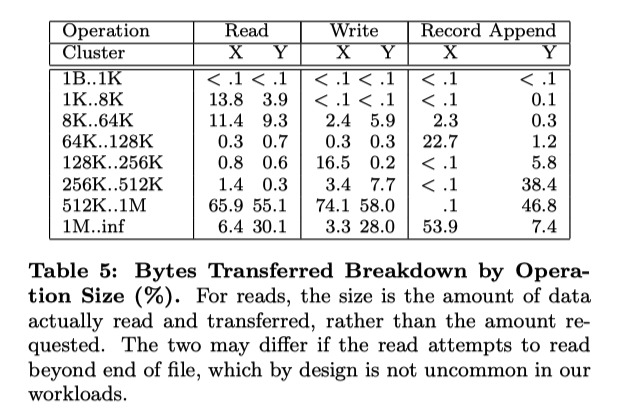 Operation Read Write Record Append
Cluster X Y X Y X Y
1B..1K < .1 < .1 < .1 < .1 < .1 < .1
1K..8K 13.8 3.9 < .1 < .1 < .1 0.1
8K..64K 11.4 9.3 2.4 5.9 2.3 0.3
64K..128K 0.3 0.7 0.3 0.3 22.7 1.2
128K..256K 0.8 0.6 16.5 0.2 < .1 5.8
256K..512K 1.4 0.3 3.4 7.7 < .1 38.4
512K..1M 65.9 55.1 74.1 58.0 .1 46.8
1M..inf 6.4 30.1 3.3 28.0 53.9 7.4
Table 5: Bytes Transferred Breakdown by Opera-
tion Size (%). For reads, the size is the amount of data
actually read and transferred, rather than the amount re-
quested. The two may differ if the read attempts to read
beyond end of file, which by design is not uncommon in our
workloads.